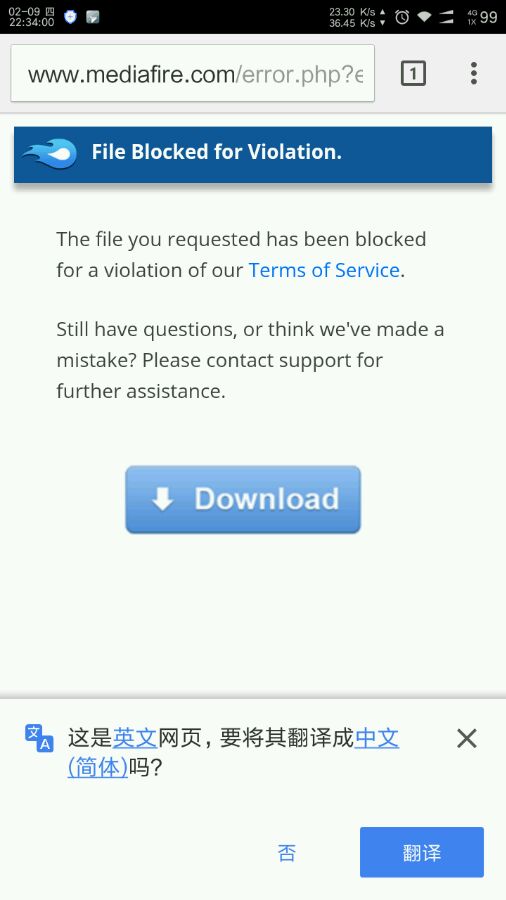 02-09 四
22:34:00
23.30 K/s
36.45 K/s
4G
1X
99
www.mediafire.com/error.php?e
1
File Blocked for Violation.
The file you requested has been blocked
for a violation of our Terms of Service.
Still have questions, or think we've made a
mistake? Please contact support for
further assistance.
Download
文
A
这是英文网页，要将其翻译成中文
(简体)吗?
否
翻译